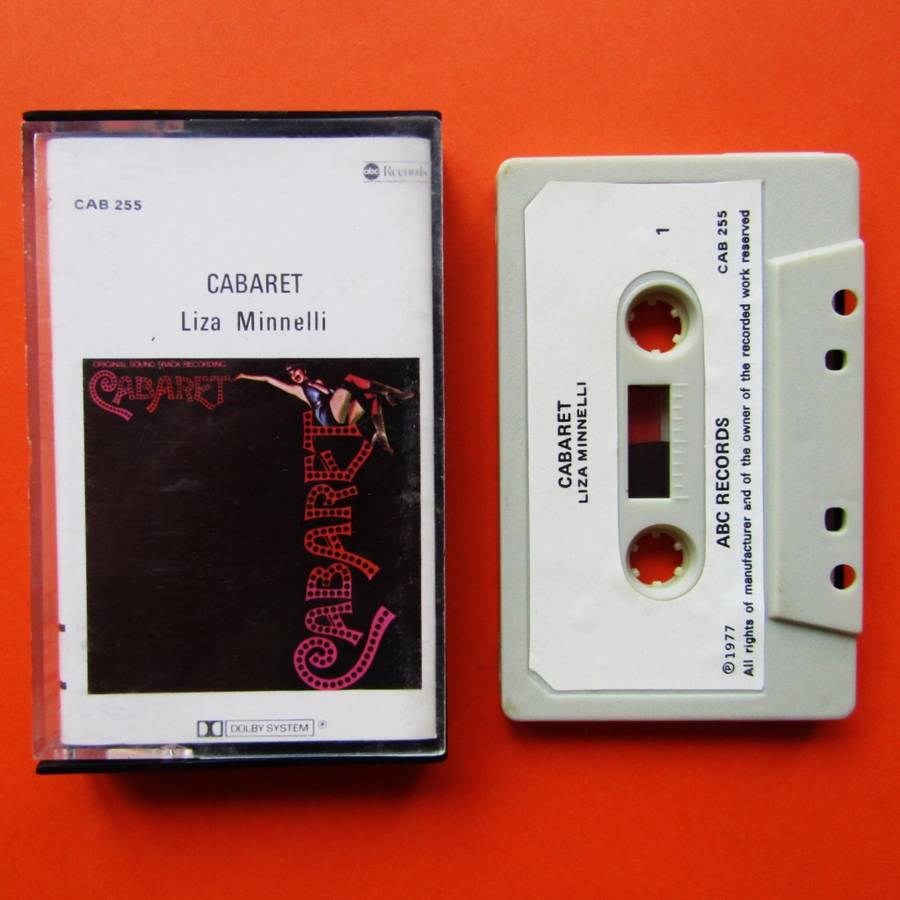 abc Records
CAB 255
CABARET
Liza Minnelli
ORIGINAL SOUND TRACK RECORDING
CABARET
CABARET
DOLBY SYSTEM ®
1
CABARET
LIZA MINNELLI
ABC RECORDS
CAB 255
℗1977
All rights of manufacturer and of the owner of the recorded work reserved